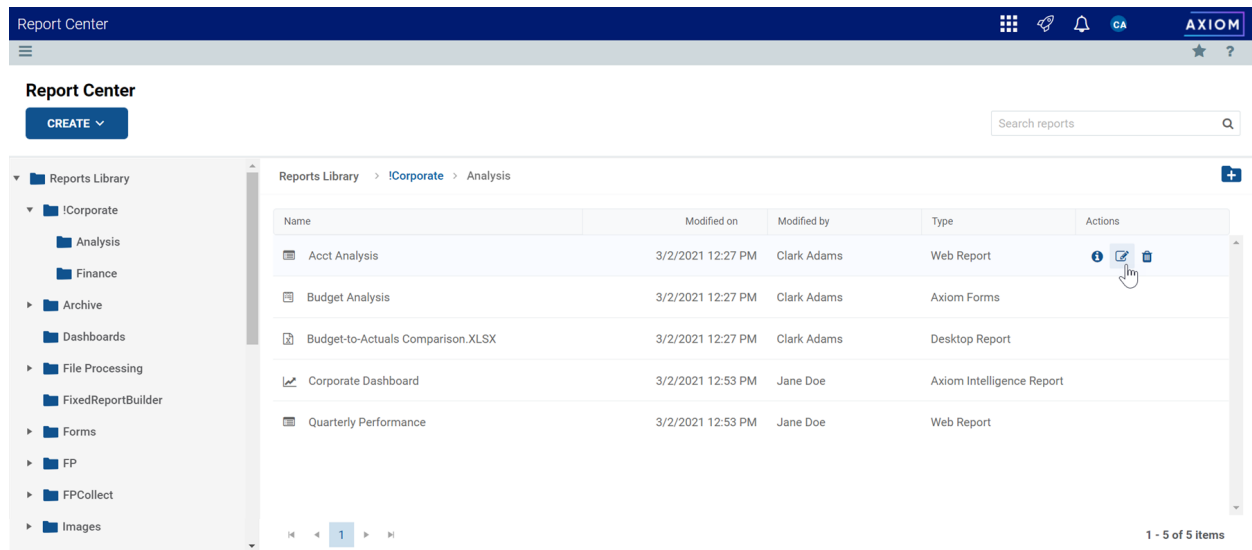 Report Center
CA
AXIOM
?
Report Center
CREATE
Search reports
Reports Library
!Corporate
Analysis
Finance
Archive
Dashboards
File Processing
FixedReportBuilder
Forms
FP
FPCollect
Images
Reports Library > !Corporate > Analysis
Name Modified on Modified by Type Actions
Acct Analysis 3/2/2021 12:27 PM Clark Adams Web Report
Budget Analysis 3/2/2021 12:27 PM Clark Adams Axiom Forms
Budget-to-Actuals Comparison.XLSX 3/2/2021 12:27 PM Clark Adams Desktop Report
Corporate Dashboard 3/2/2021 12:53 PM Jane Doe Axiom Intelligence Report
Quarterly Performance 3/2/2021 12:53 PM Jane Doe Web Report
1
1 - 5 of 5 items